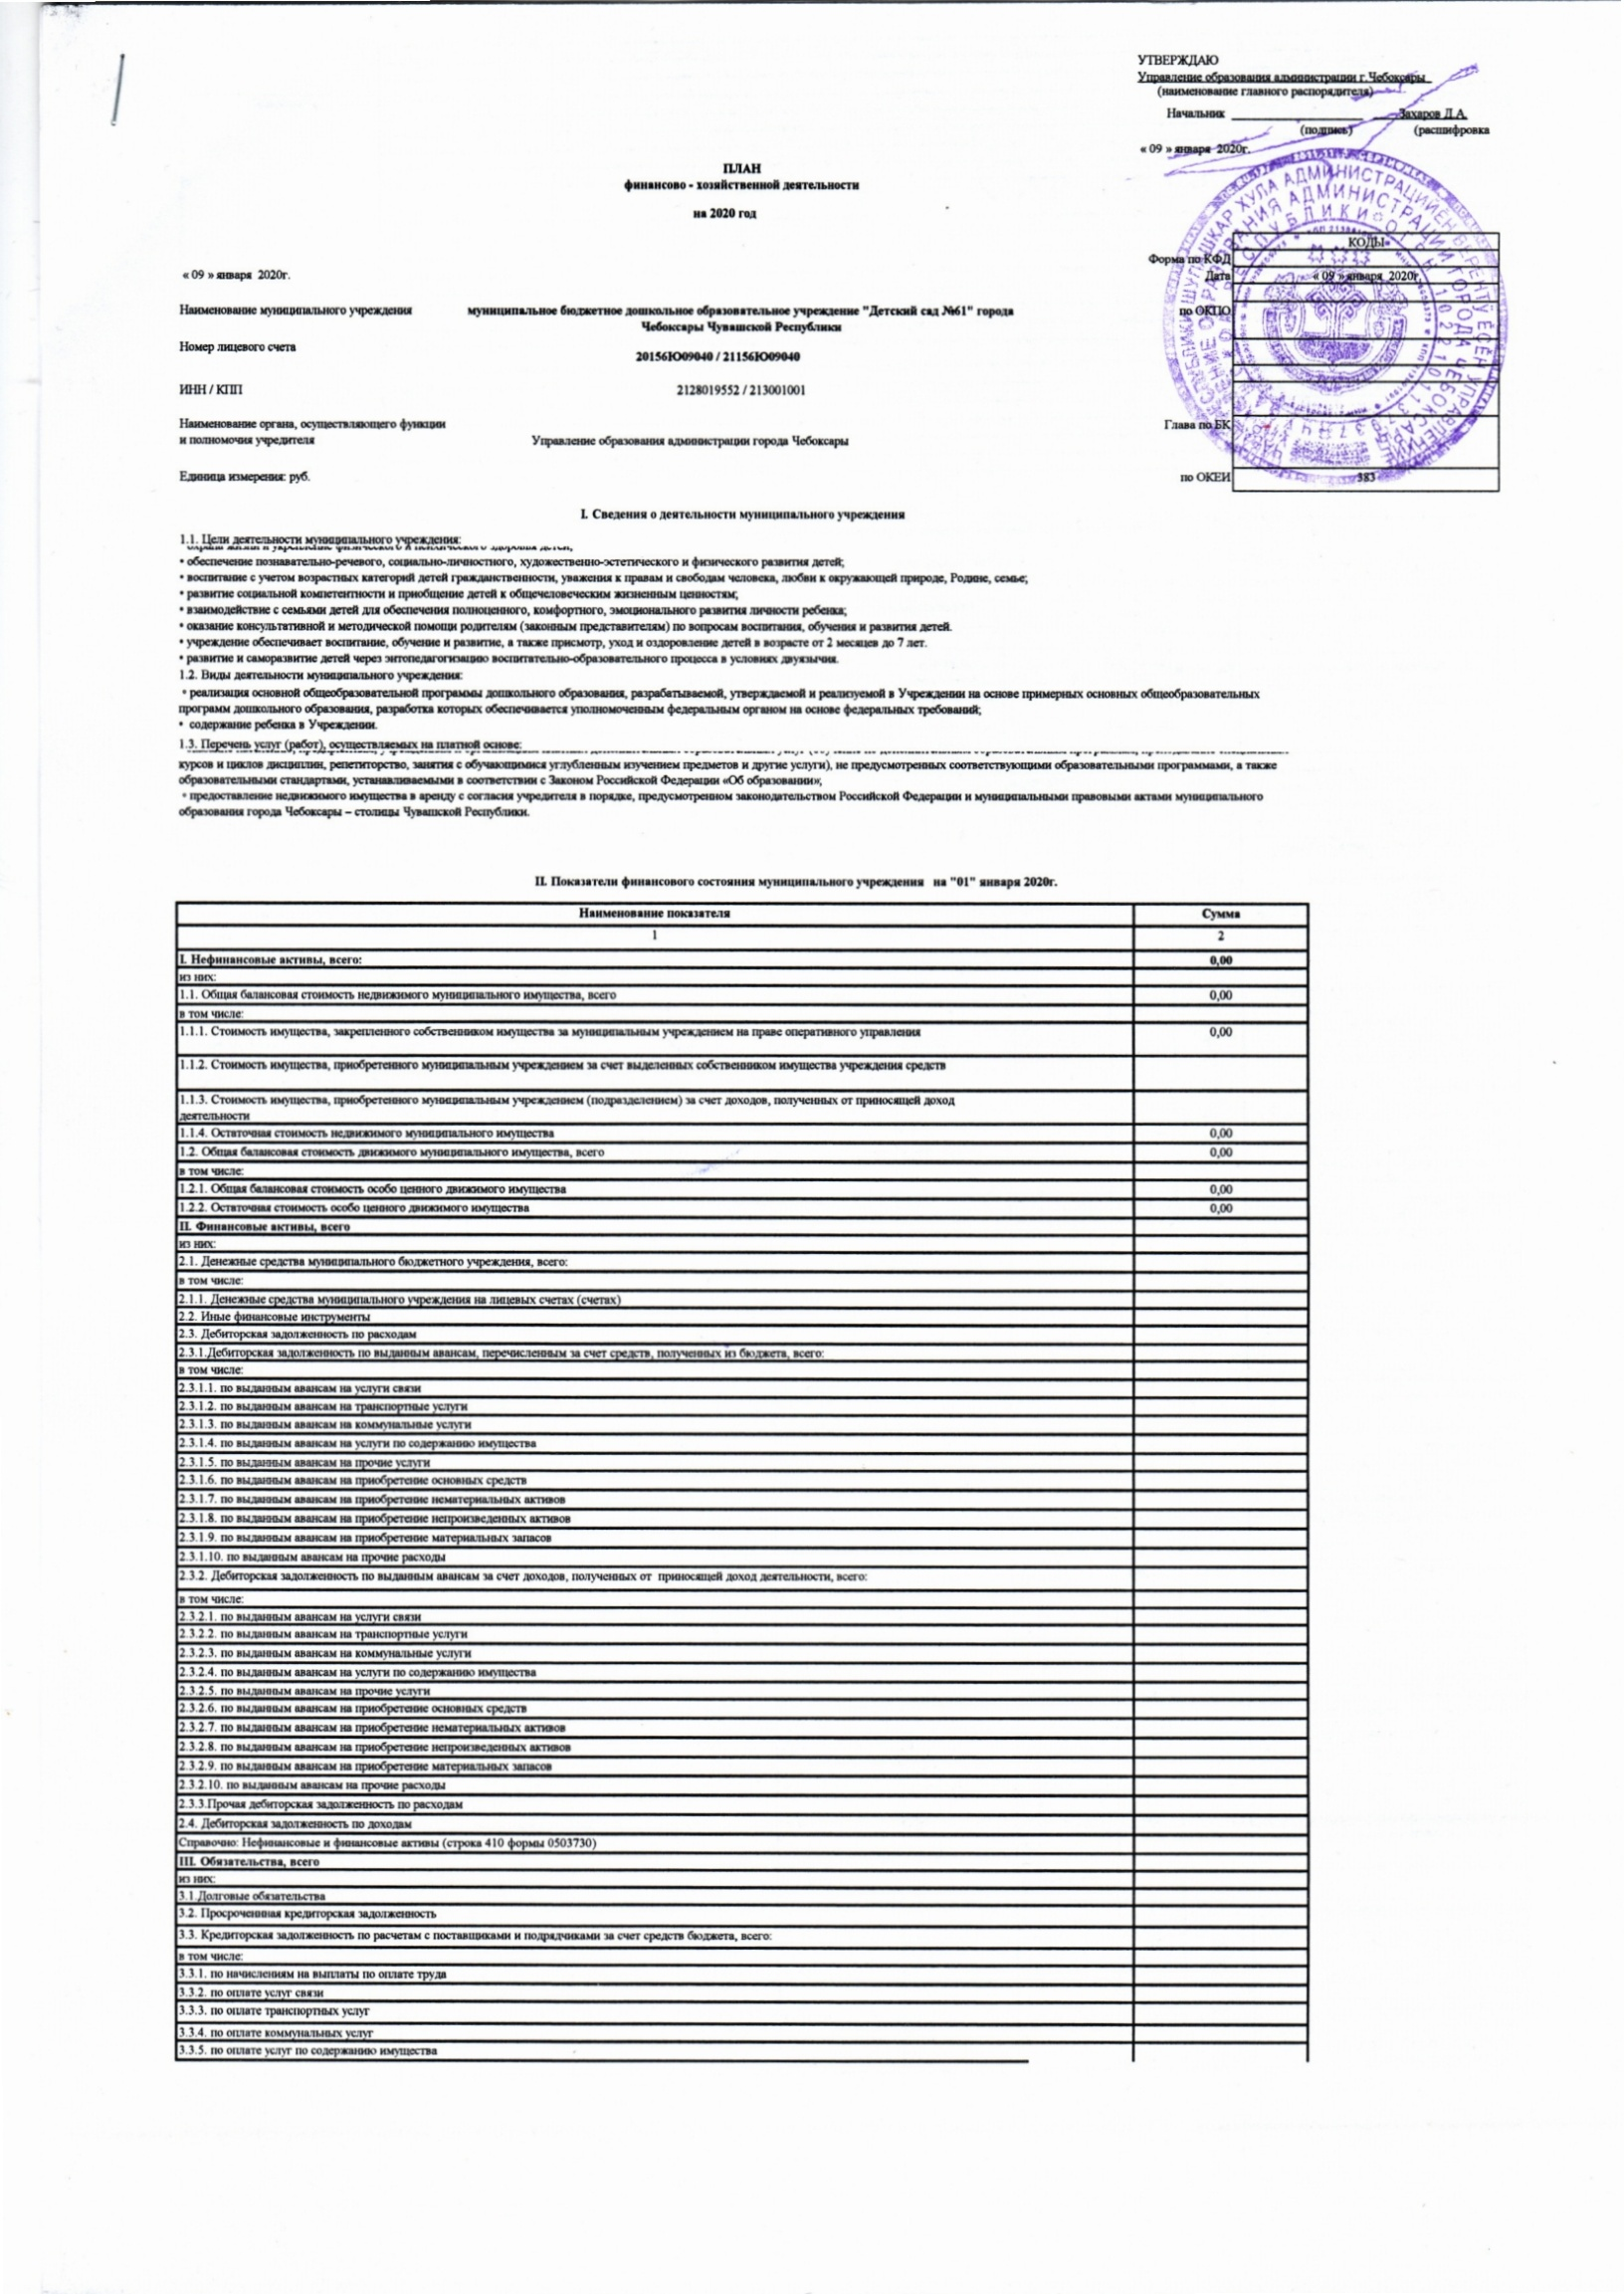 УТВЕРЖДАЮ
Управление образования администрации г.Чебоксары
(наименование главного распорядителя)
Начальник Захаров Д.А.
(подпись) (расшифровка
« 09 » января 2020г.
ПЛАН
финансово - хозяйственной деятельности
на 2020 год
КОДЫ
Форма по КФД
« 09 » января 2020г.
Дата « 09 » января 2020г.
Наименование муниципального учреждения
муниципальное бюджетное дошкольное образовательное учреждение "Детский сад №61" города
Чебоксары Чувашской Республики
по ОКПО
Номер лицевого счета
20156Ю09040 / 21156Ю09040
ИНН / КПП
2128019552 / 213001001
Наименование органа, осуществляющего функции
и полномочия учредителя
Управление образования администрации города Чебоксары
Глава по БК
Единица измерения: руб.
по ОКЕИ 383
I. Сведения о деятельности муниципального учреждения
1.1. Цели деятельности муниципального учреждения:
• обеспечение познавательно-речевого, социально-личностного, художественно-эстетического и физического развития детей;
• воспитание с учетом возрастных категорий детей гражданственности, уважения к правам и свободам человека, любви к окружающей природе, Родине, семье;
• развитие социальной компетентности и приобщение детей к общечеловеческим жизненным ценностям;
• взаимодействие с семьями детей для обеспечения полноценного, комфортного, эмоционального развития личности ребенка;
• оказание консультативной и методической помощи родителям (законным представителям) по вопросам воспитания, обучения и развития детей.
• учреждение обеспечивает воспитание, обучение и развитие, а также присмотр, уход и оздоровление детей в возрасте от 2 месяцев до 7 лет.
• развитие и саморазвитие детей через энтопедагогизацию воспитательно-образовательного процесса в условиях двуязычия.
1.2. Виды деятельности муниципального учреждения:
• реализация основной общеобразовательной программы дошкольного образования, разрабатываемой, утверждаемой и реализуемой в Учреждении на основе примерных основных общеобразовательных
программ дошкольного образования, разработка которых обеспечивается уполномоченным федеральным органом на основе федеральных требований;
• содержание ребенка в Учреждении.
1.3. Перечень услуг (работ), осуществляемых на платной основе:
курсов и циклов дисциплин, репетиторство, занятия с обучающимися углубленным изучением предметов и другие услуги), не предусмотренных соответствующими образовательными программами, а также
образовательными стандартами, устанавливаемыми в соответствии с Законом Российской Федерации «Об образовании»;
• предоставление недвижимого имущества в аренду с согласия учредителя в порядке, предусмотренном законодательством Российской Федерации и муниципальными правовыми актами муниципального
образования города Чебоксары – столицы Чувашской Республики.
II. Показатели финансового состояния муниципального учреждения на "01" января 2020г.
Наименование показателя Сумма
1 2
I. Нефинансовые активы, всего: 0,00
из них:
1.1. Общая балансовая стоимость недвижимого муниципального имущества, всего 0,00
в том числе:
1.1.1. Стоимость имущества, закрепленного собственником имущества за муниципальным учреждением на праве оперативного управления 0,00
1.1.2. Стоимость имущества, приобретенного муниципальным учреждением за счет выделенных собственником имущества учреждения средств
1.1.3. Стоимость имущества, приобретенного муниципальным учреждением (подразделением) за счет доходов, полученных от приносящей доход
деятельности
1.1.4. Остаточная стоимость недвижимого муниципального имущества 0,00
1.2. Общая балансовая стоимость движимого муниципального имущества, всего 0,00
в том числе:
1.2.1. Общая балансовая стоимость особо ценного движимого имущества 0,00
1.2.2. Остаточная стоимость особо ценного движимого имущества 0,00
II. Финансовые активы, всего
из них:
2.1. Денежные средства муниципального бюджетного учреждения, всего:
в том числе:
2.1.1. Денежные средства муниципального учреждения на лицевых счетах (счетах)
2.2. Иные финансовые инструменты
2.3. Дебиторская задолженность по расходам
2.3.1.Дебиторская задолженность по выданным авансам, перечисленным за счет средств, полученных из бюджета, всего:
в том числе:
2.3.1.1. по выданным авансам на услуги связи
2.3.1.2. по выданным авансам на транспортные услуги
2.3.1.3. по выданным авансам на коммунальные услуги
2.3.1.4. по выданным авансам на услуги по содержанию имущества
2.3.1.5. по выданным авансам на прочие услуги
2.3.1.6. по выданным авансам на приобретение основных средств
2.3.1.7. по выданным авансам на приобретение нематериальных активов
2.3.1.8. по выданным авансам на приобретение непроизведенных активов
2.3.1.9. по выданным авансам на приобретение материальных запасов
2.3.1.10. по выданным авансам на прочие расходы
2.3.2. Дебиторская задолженность по выданным авансам за счет доходов, полученных от приносящей доход деятельности, всего:
в том числе:
2.3.2.1. по выданным авансам на услуги связи
2.3.2.2. по выданным авансам на транспортные услуги
2.3.2.3. по выданным авансам на коммунальные услуги
2.3.2.4. по выданным авансам на услуги по содержанию имущества
2.3.2.5. по выданным авансам на прочие услуги
2.3.2.6. по выданным авансам на приобретение основных средств
2.3.2.7. по выданным авансам на приобретение нематериальных активов
2.3.2.8. по выданным авансам на приобретение непроизведенных активов
2.3.2.9. по выданным авансам на приобретение материальных запасов
2.3.2.10. по выданным авансам на прочие расходы
2.3.3.Прочая дебиторская задолженность по расходам
2.4. Дебиторская задолженность по доходам
Справочно: Нефинансовые и финансовые активы (строка 410 формы 0503730)
III. Обязательства, всего
из них:
3.1.Долговые обязательства
3.2. Просроченнная кредиторская задолженность
3.3. Кредиторская задолженность по расчетам с поставщиками и подрядчиками за счет средств бюджета, всего:
в том числе:
3.3.1. по начислениям на выплаты по оплате труда
3.3.2. по оплате услуг связи
3.3.3. по оплате транспортных услуг
3.3.4. по оплате коммунальных услуг
3.3.5. по оплате услуг по содержанию имущества